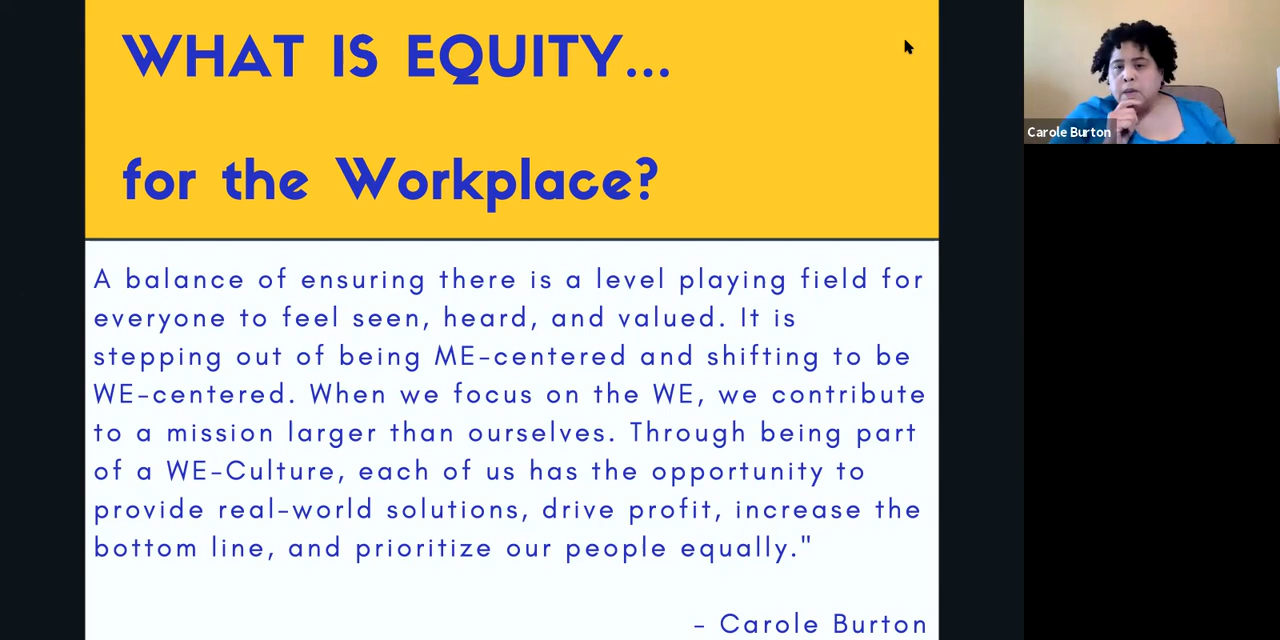 WHAT IS EQUITY...
for the Workplace?
A balance of ensuring there is a level playing field for
everyone to feel seen, heard, and valued. It is
stepping out of being ME-centered and shifting to be
WE-centered. When we focus on the WE, we contribute
to a mission larger than ourselves. Through being part
of a WE-Culture, each of us has the opportunity to
provide real-world solutions, drive profit, increase the
bottom line, and prioritize our people equally."
- Carole Burton
Carole Burton